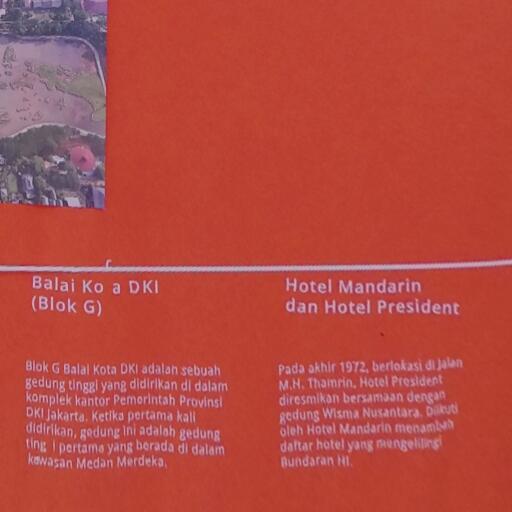 Balai Ko a DKI
(Blok G)
Blok G Balai Kota DKI adalah sebuah
gedung tinggi yang didirikan di dalam
komplek kantor Pemerintah Provinsi
DKI Jakarta. Ketika pertama kali
didirikan, gedung ini adalah gedung
ting i pertama yang berada di dalam
kawasan Medan Merdeka.
Hotel Mandarin
dan Hotel President
Pada akhir 1972, berlokasi di Jalan
M.H. Thamrin, Hotel President
diresmikan bersamaan dengan
gedung Wisma Nusantara. Diikuti
oleh Hotel Mandarin menambah
daftar hotel yang mengelilingi
Bundaran HI.